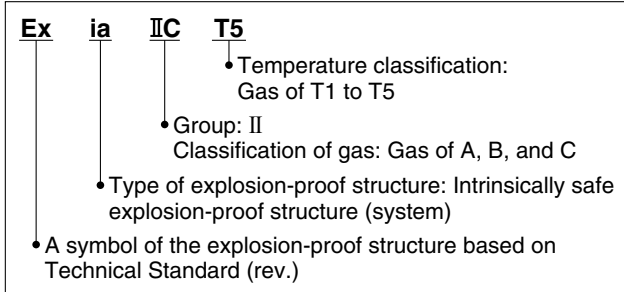 Ex ia ⅡC T5
Temperature classification:
Gas of T1 to T5
Group: Ⅱ
Classification of gas: Gas of A, B, and C
Type of explosion-proof structure: Intrinsically safe
explosion-proof structure (system)
A symbol of the explosion-proof structure based on
Technical Standard (rev.)